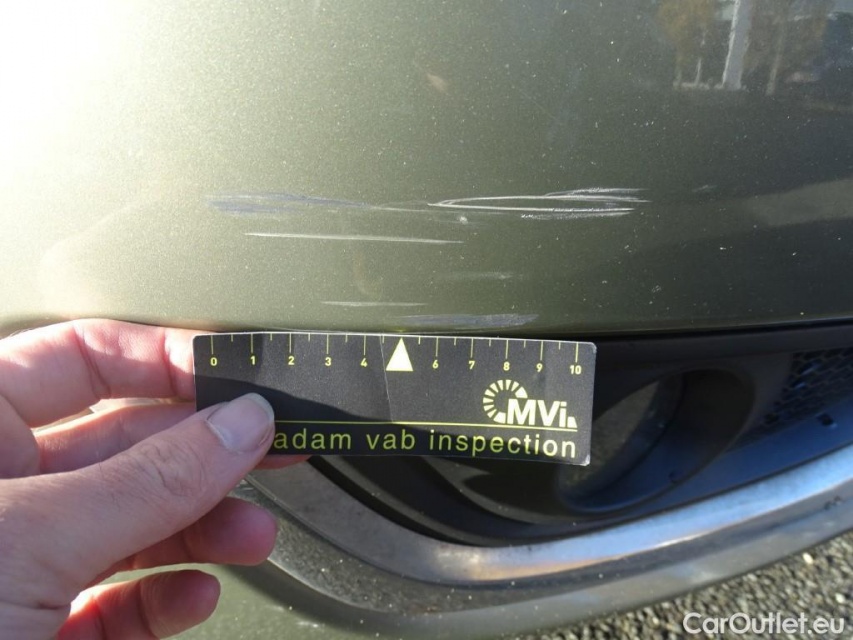 0 1 2 3 4 6 7 8 9 10
MVi
adam vab inspection
CarOutlet.eu